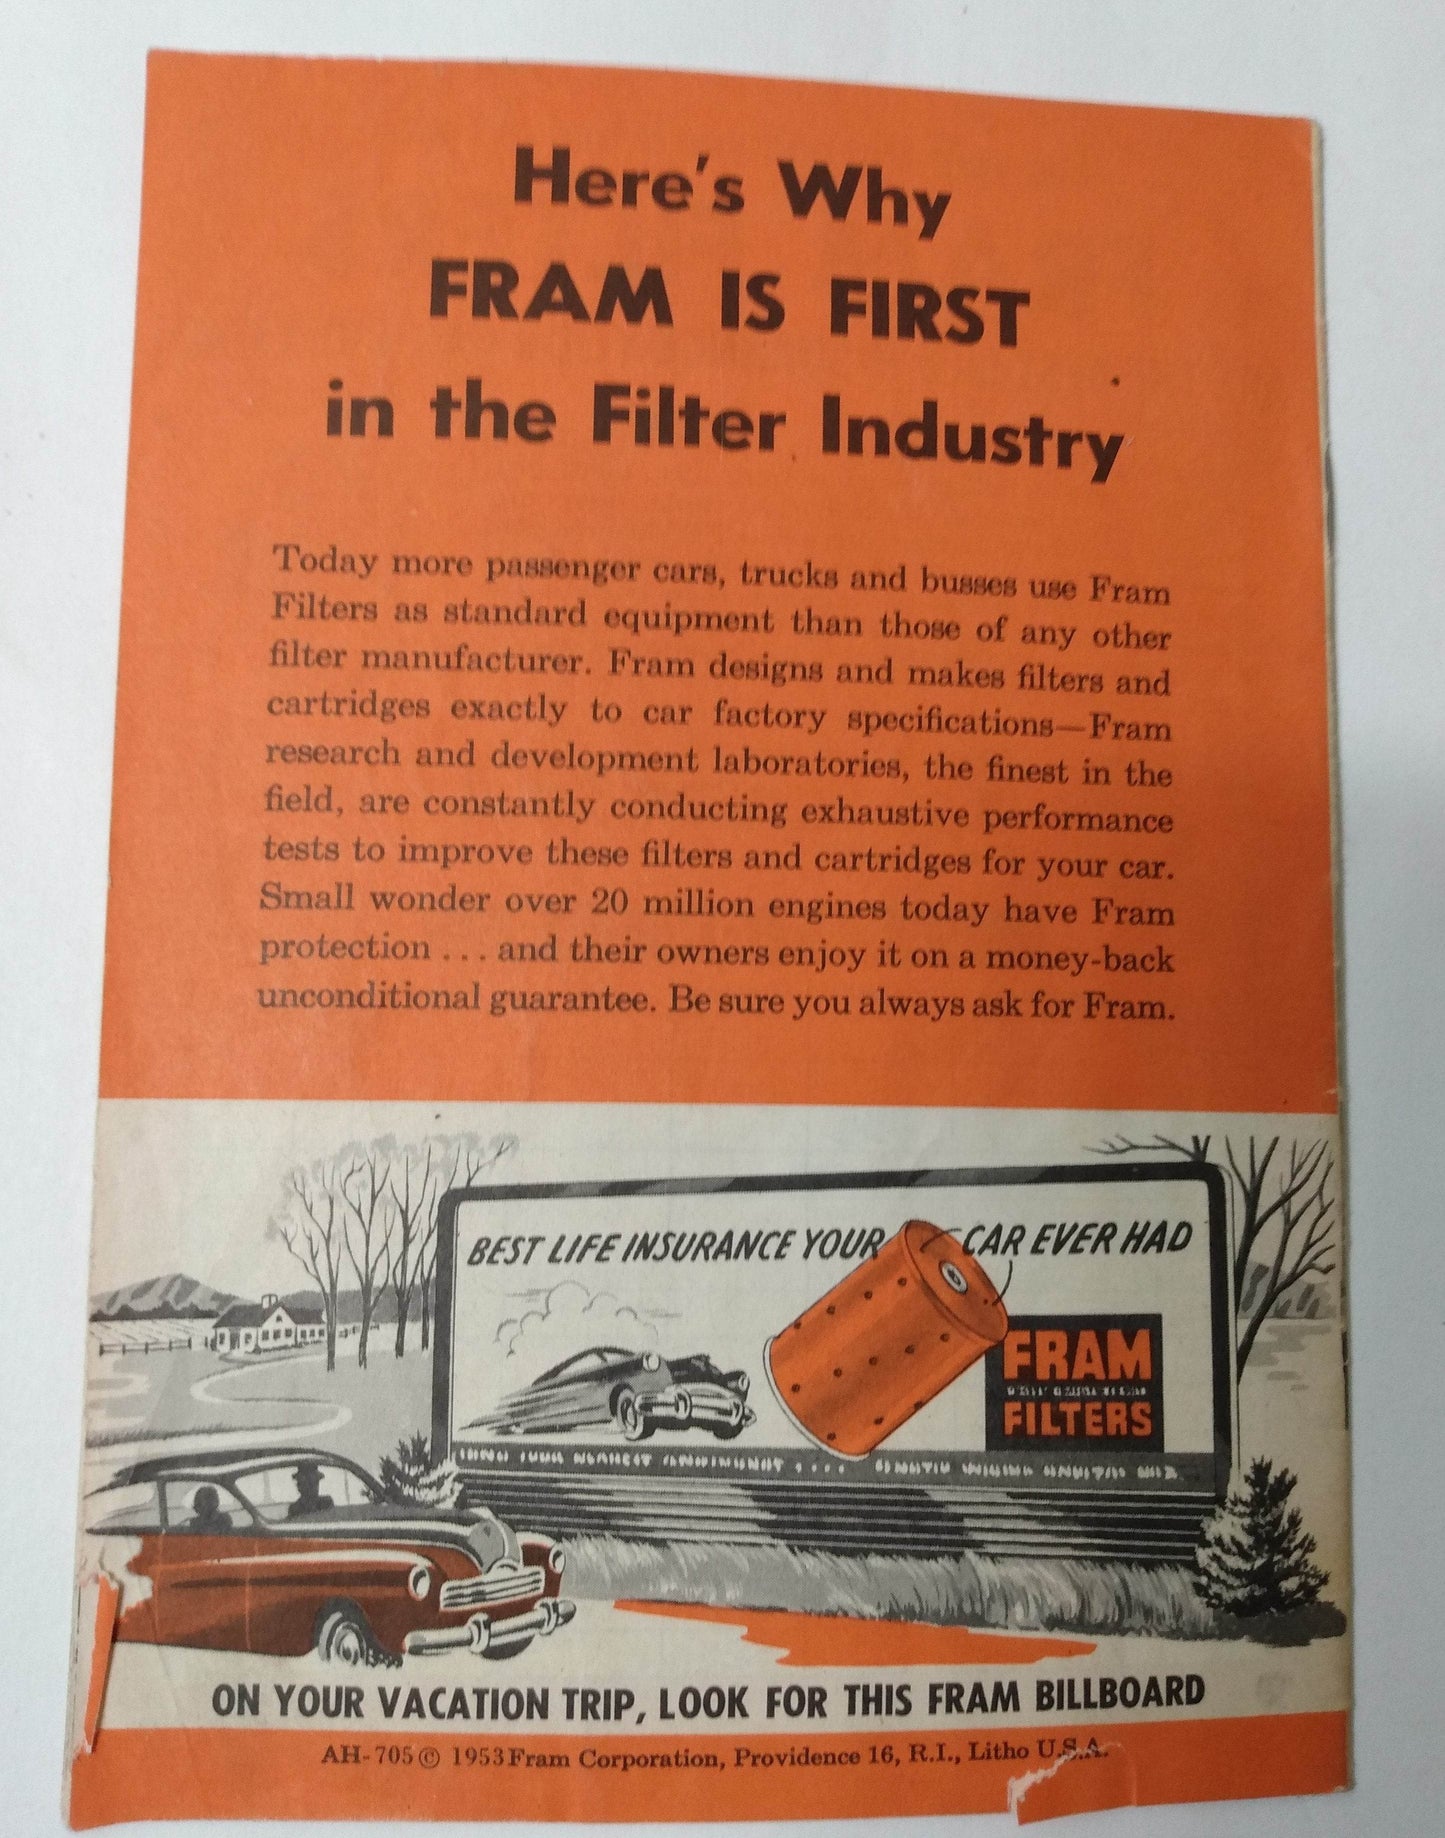 Here's Why
FRAM IS FIRST
in the Filter Industry
Today more passenger cars, trucks and busses use Fram
Filters as standard equipment than those of any other
filter manufacturer. Fram designs and makes filters and
cartridges exactly to car factory specifications—Fram
research and development laboratories, the finest in the
field, are constantly conducting exhaustive performance
tests to improve these filters and cartridges for your car.
Small wonder over 20 million engines today have Fram
protection . . . and their owners enjoy it on a money-back
unconditional guarantee. Be sure you always ask for Fram.
BEST LIFE INSURANCE YOUR CAR EVER HAD
FRAM
FILTERS
ON YOUR VACATION TRIP, LOOK FOR THIS FRAM BILLBOARD
AH-705 © 1953 Fram Corporation, Providence 16, R.I., Litho U.S.A.